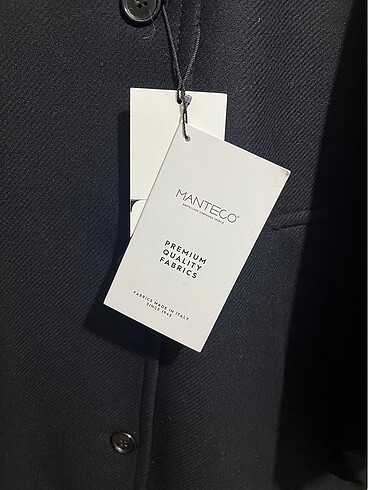 MANTECO®
PREMIUM
QUALITY
FABRICS
FABRICS MADE IN ITALY
SINCE 1943